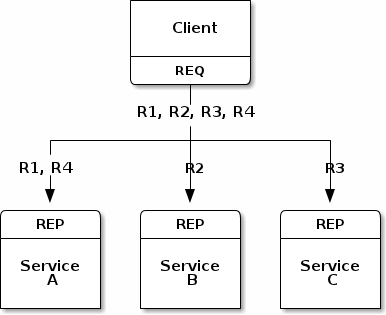 Client
REQ
R1, R2, R3, R4
R1, R4
R2
R3
REP
REP
REP
Service
A
Service
B
Service
C